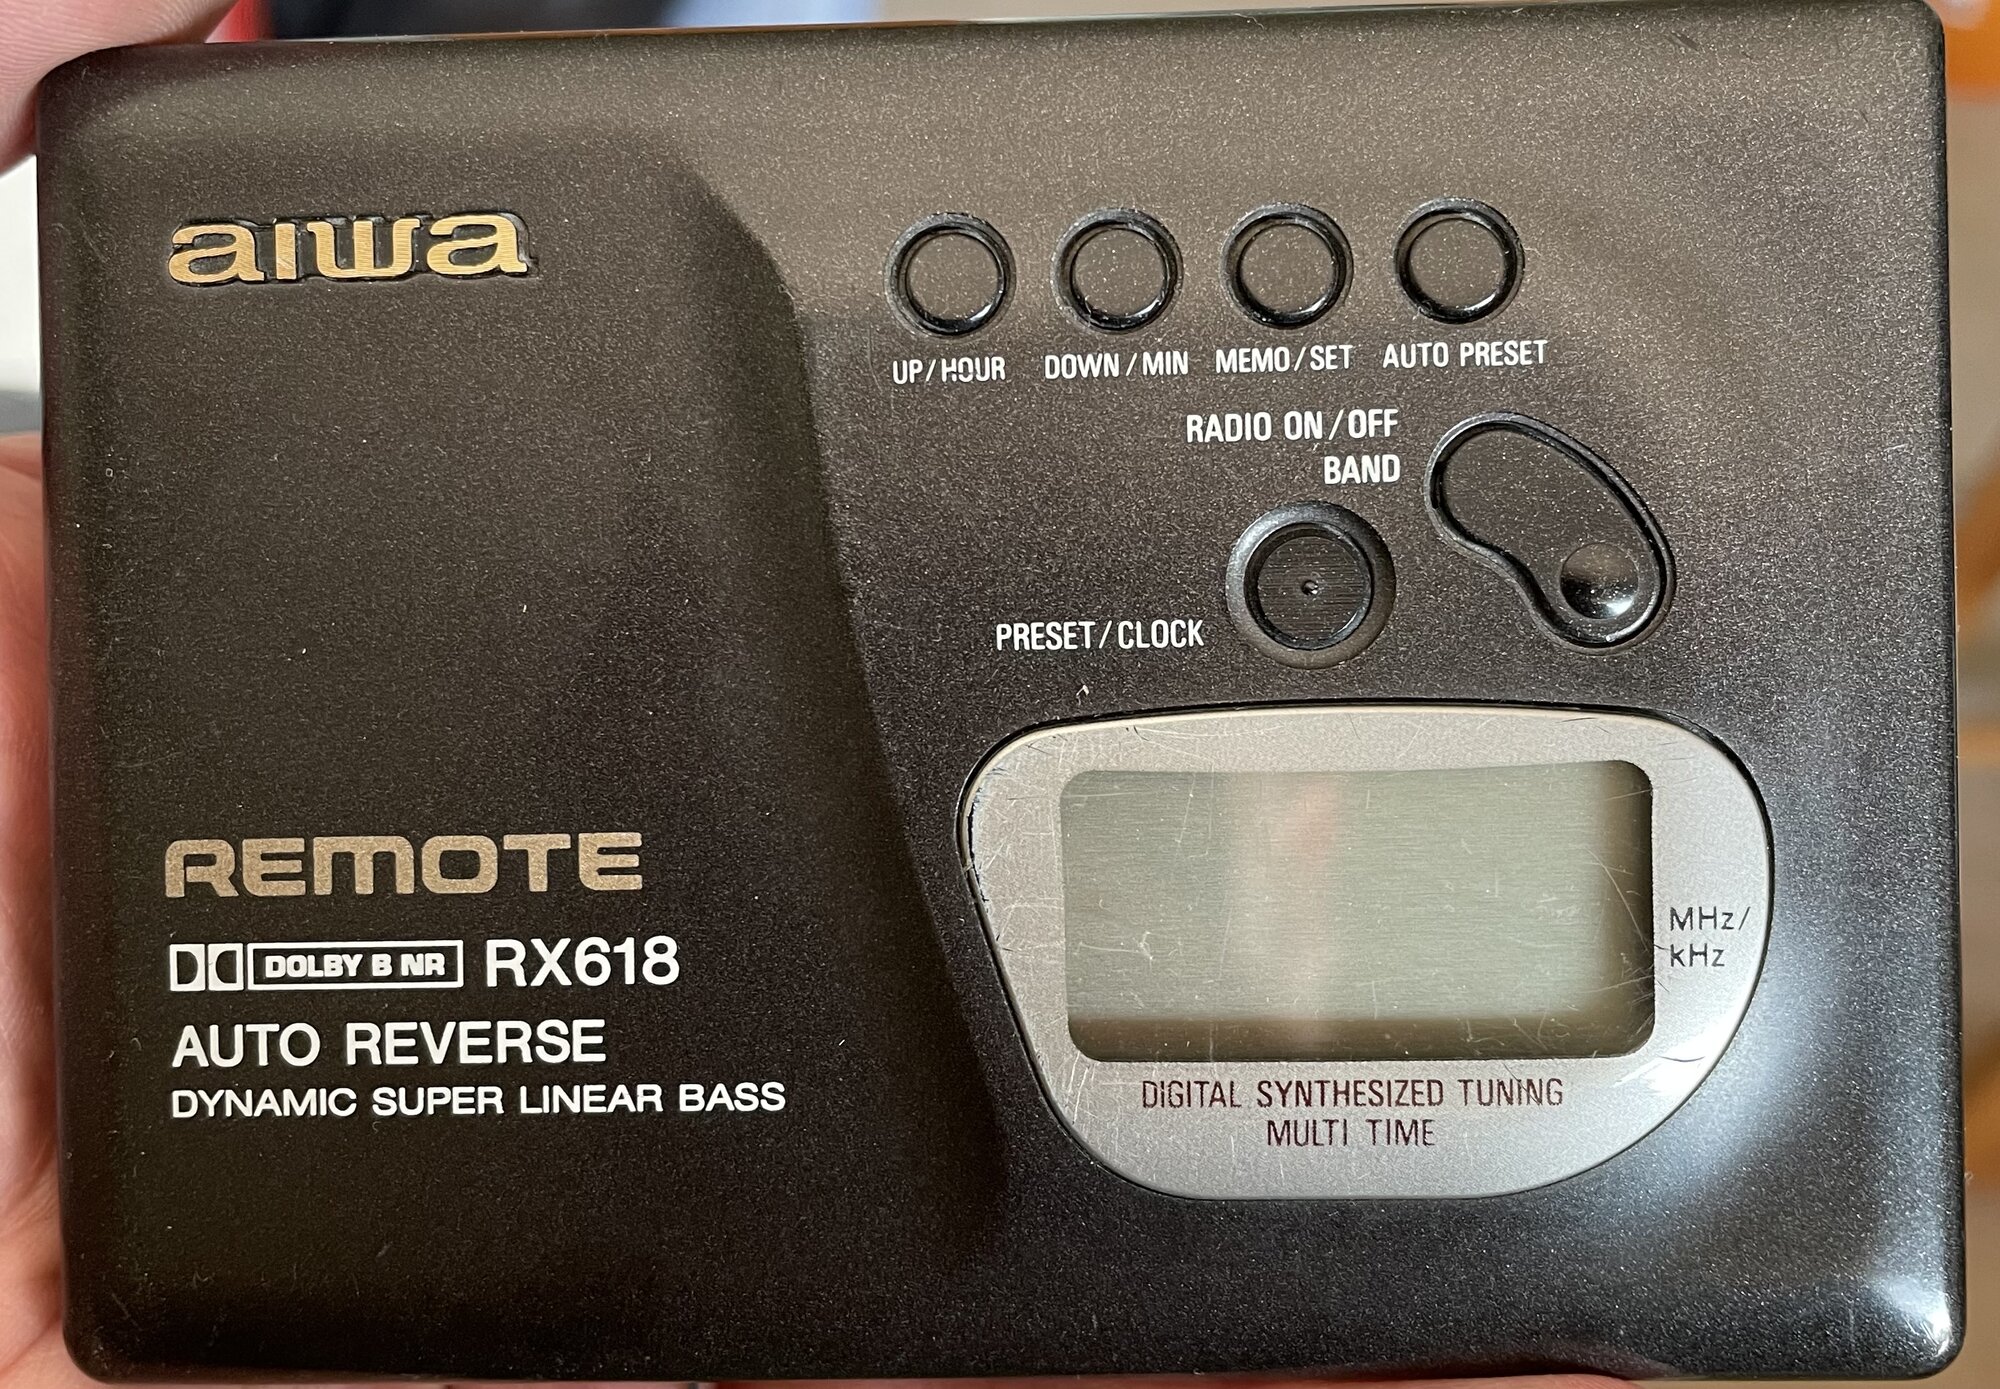 aiwa
UP/HOUR DOWN/MIN MEMO/SET AUTO PRESET
RADIO ON/OFF
BAND
PRESET/CLOCK
REMOTE
DOLBY B NR RX618
AUTO REVERSE
DYNAMIC SUPER LINEAR BASS
MHz/
kHz
DIGITAL SYNTHESIZED TUNING
MULTI TIME